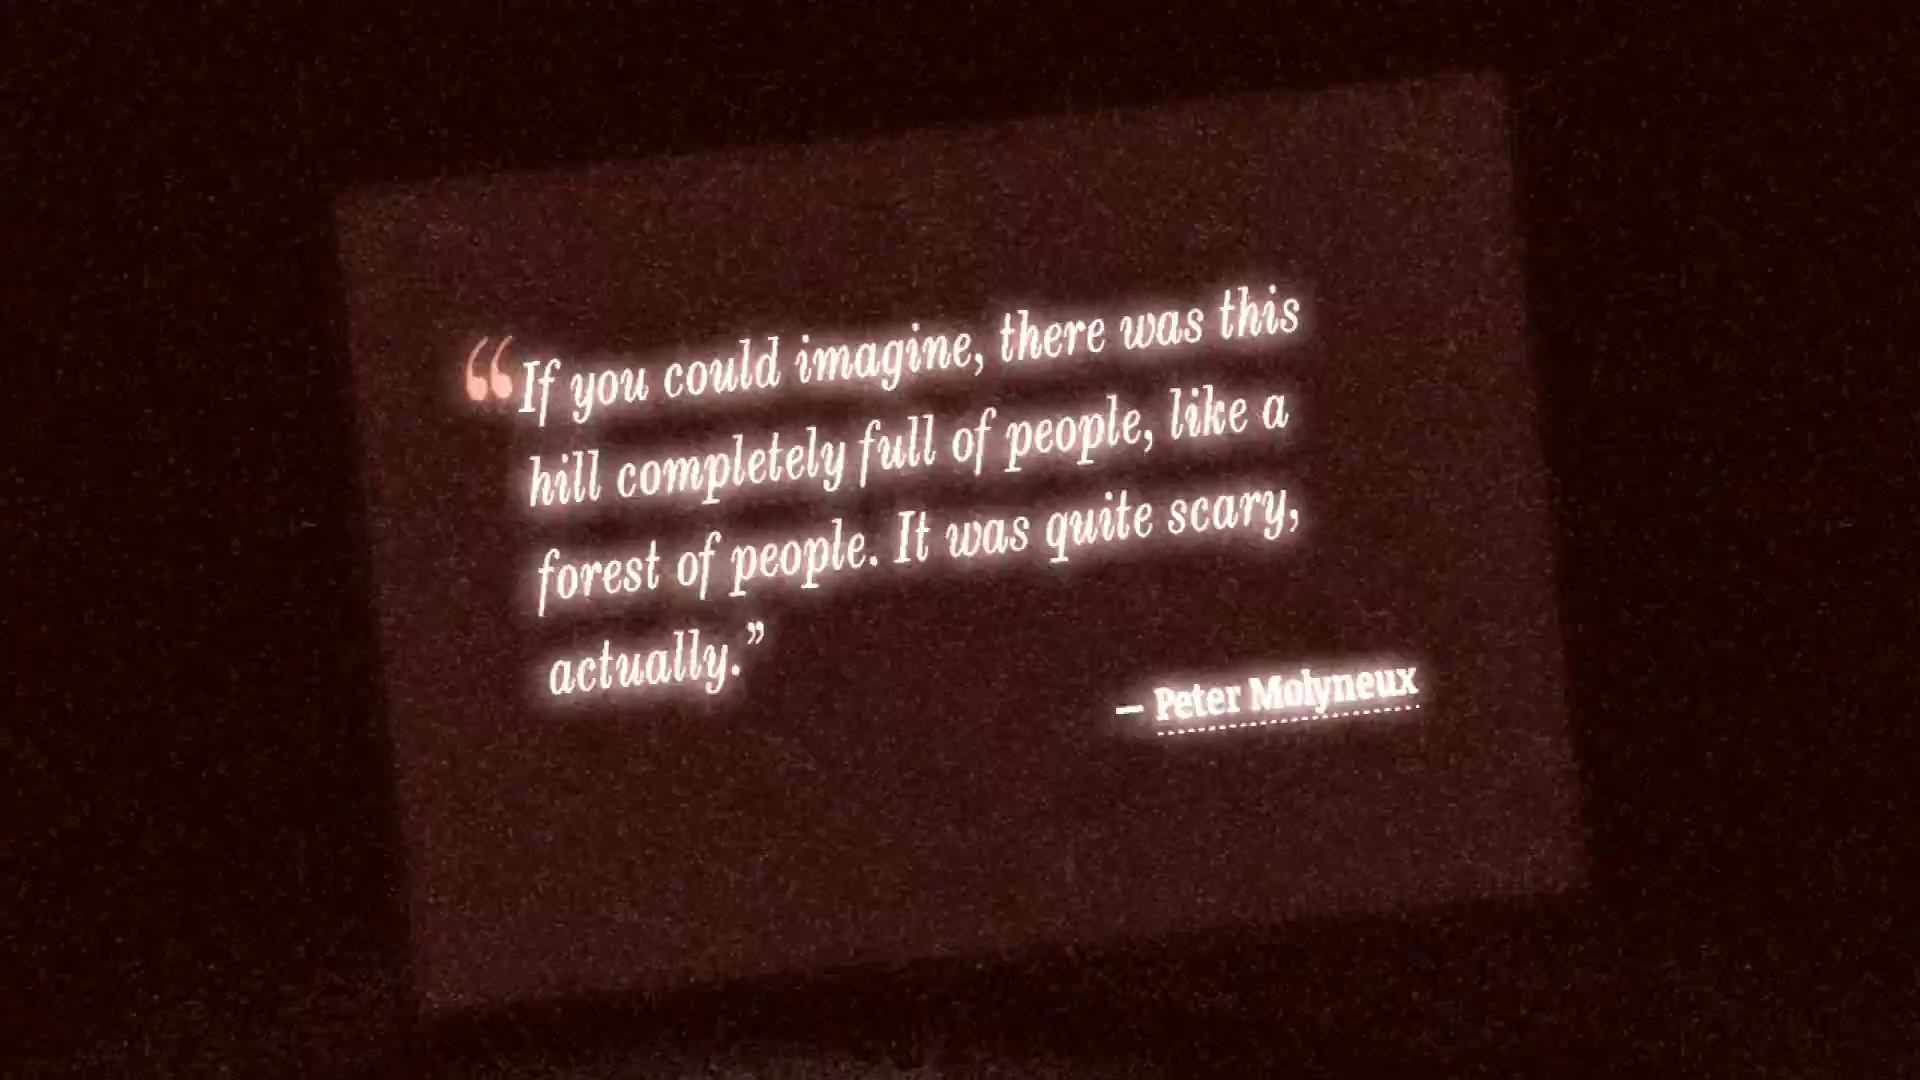 “If you could imagine, there was this
hill completely full of people, like a
forest of people. It was quite scary,
actually.”
— Peter Molyneux